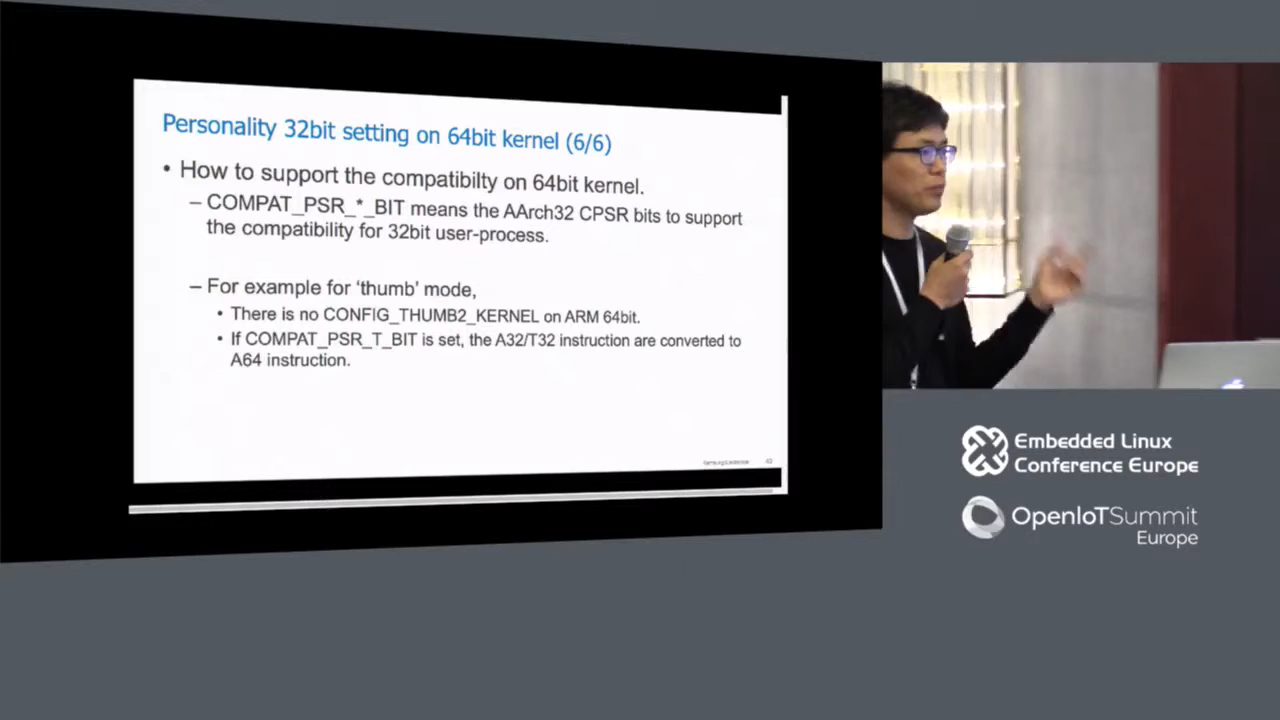 Personality 32bit setting on 64bit kernel (6/6)
• How to support the compatibilty on 64bit kernel.
– COMPAT_PSR_*_BIT means the AArch32 CPSR bits to support
the compatibility for 32bit user-process.
– For example for ‘thumb’ mode,
• There is no CONFIG_THUMB2_KERNEL on ARM 64bit.
• If COMPAT_PSR_T_BIT is set, the A32/T32 instruction are converted to
A64 instruction.
Embedded Linux
Conference Europe
OpenIoTSummit
Europe